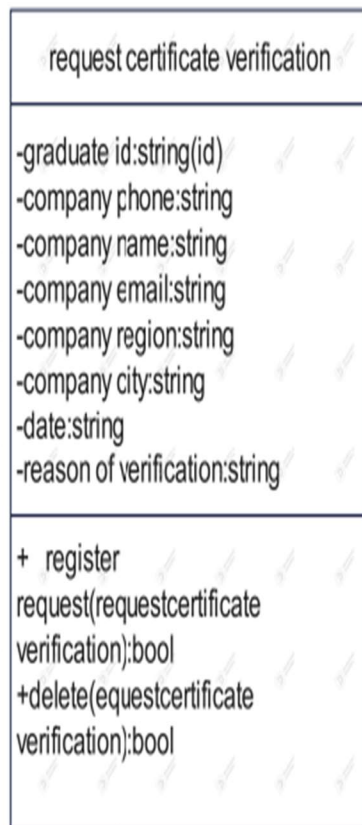 request certificate verification
-graduate id:string(id)
-company phone:string
-company name:string
-company email:string
-company region:string
-company city:string
-date:string
-reason of verification:string
+ register
request(requestcertificate
verification):bool
+delete(equestcertificate
verification):bool